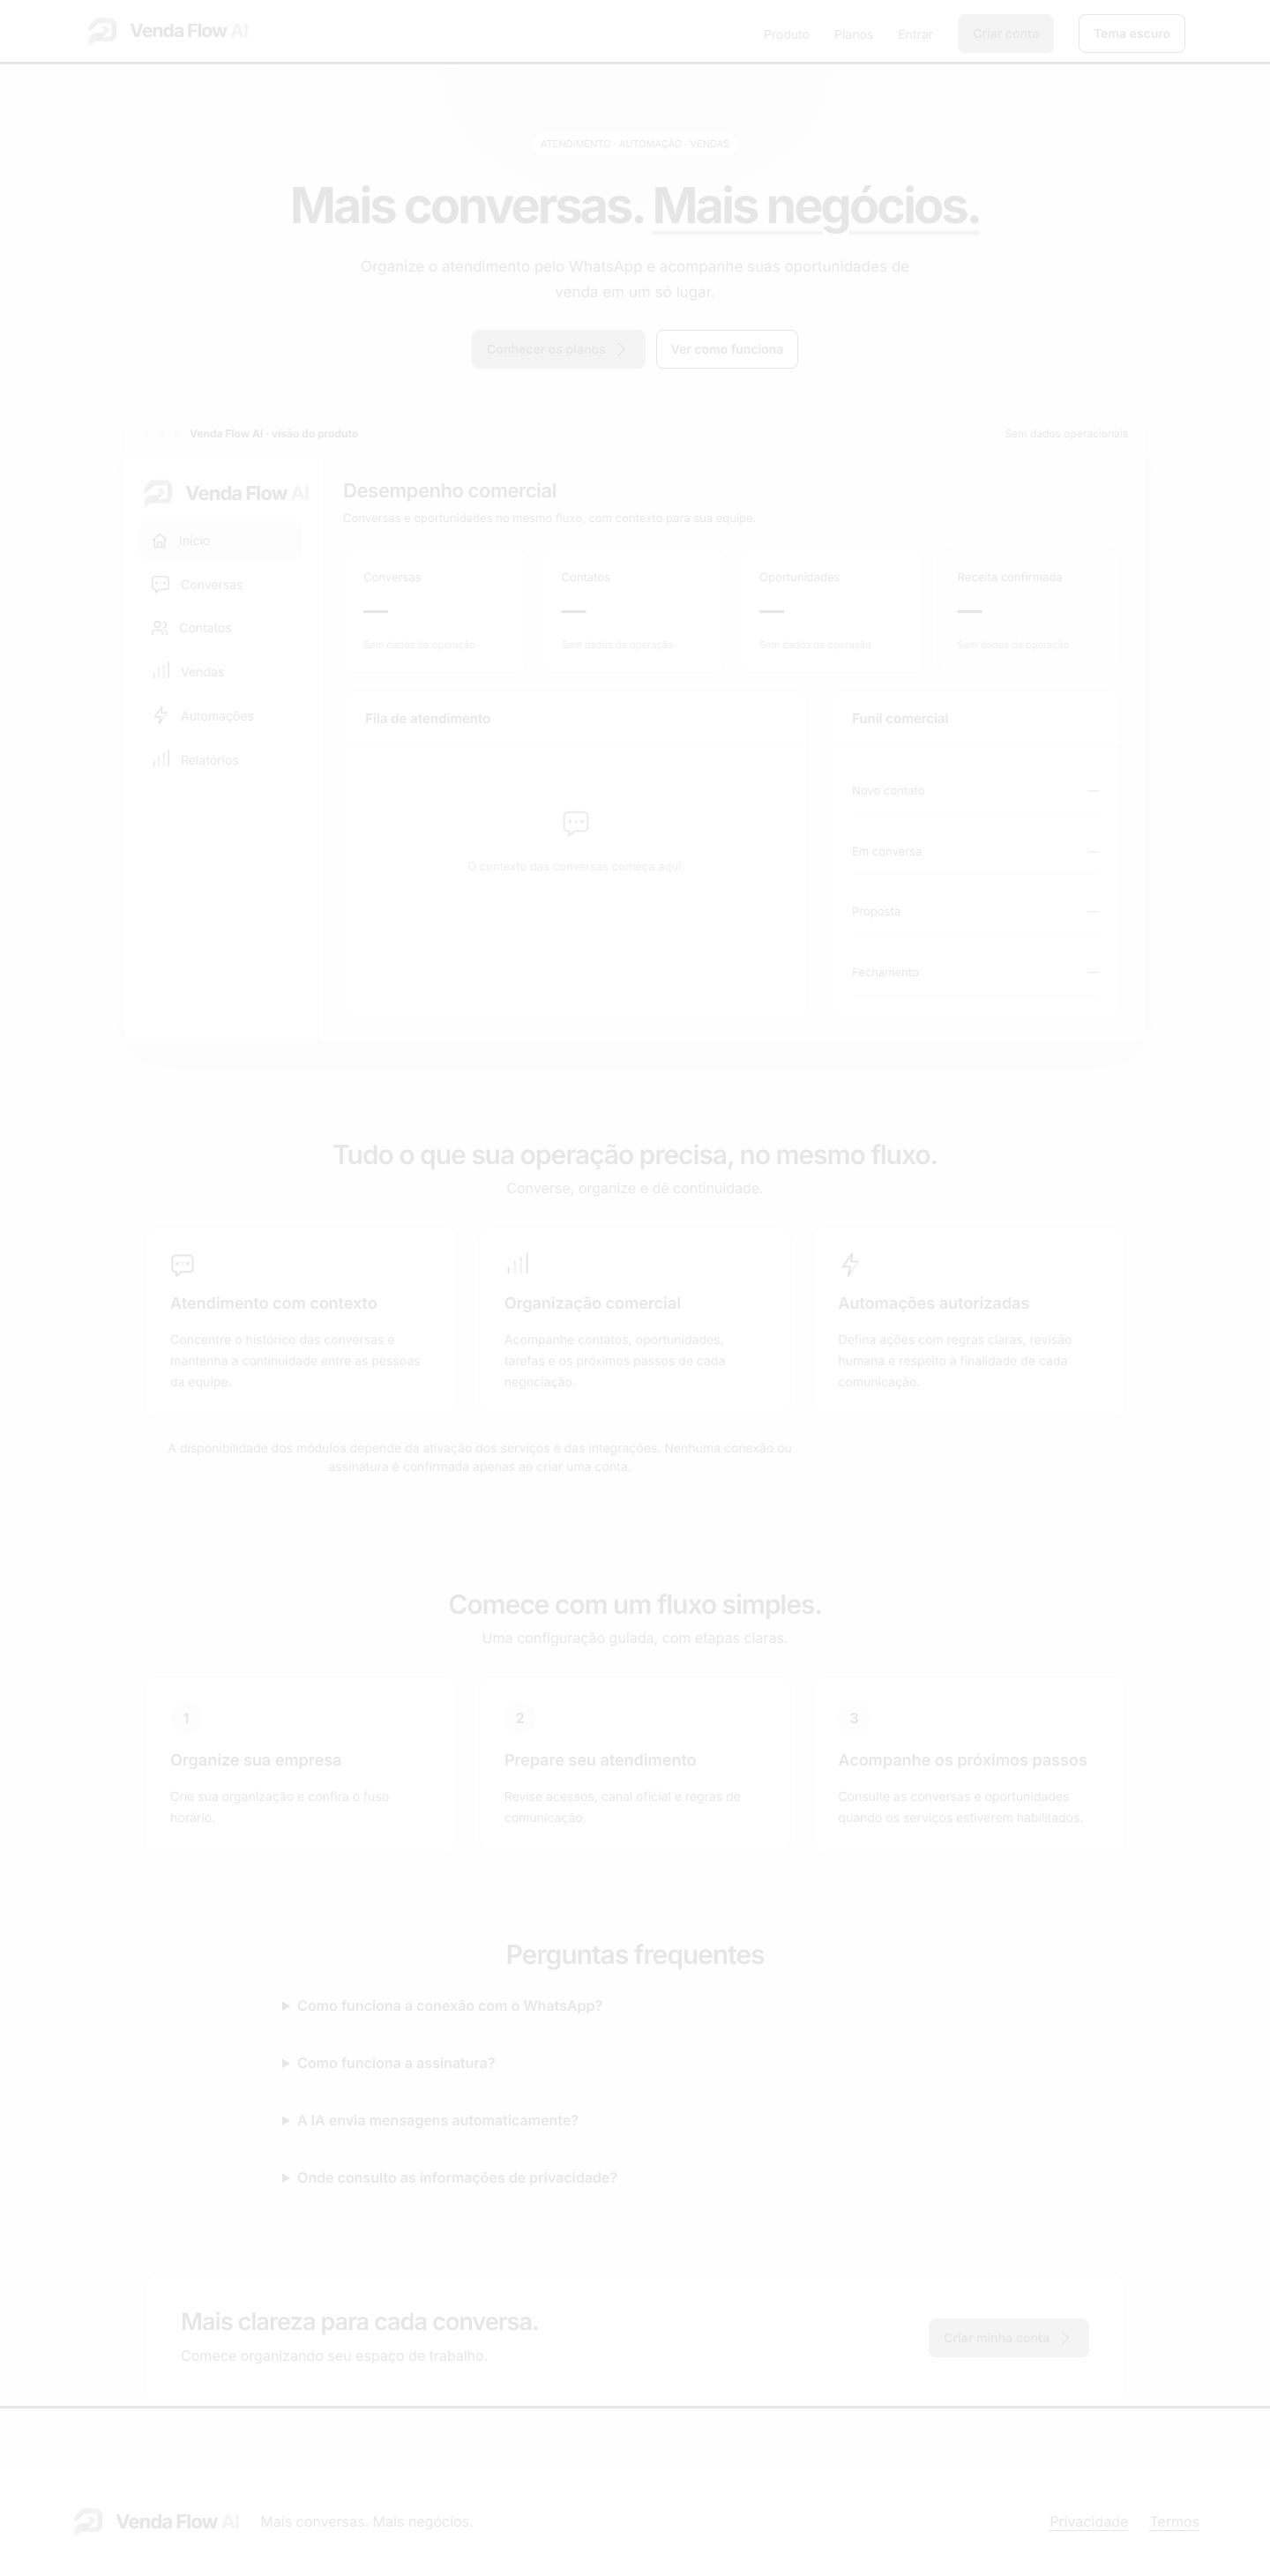 Venda Flow AI
Produto Planos Entrar Criar conta Tema escuro
ATENDIMENTO · AUTOMAÇÃO · VENDAS
Mais conversas. Mais negócios.
Organize o atendimento pelo WhatsApp e acompanhe suas oportunidades de
venda em um só lugar.
Conhecer os planos
Ver como funciona
Venda Flow AI · visão do produto
Sem dados operacionais
Venda Flow AI
Início
Conversas
Contatos
Vendas
Automações
Relatórios
Desempenho comercial
Conversas e oportunidades no mesmo fluxo, com contexto para sua equipe.
Conversas
—
Sem dados de operação
Contatos
—
Sem dados de operação
Oportunidades
—
Sem dados de operação
Receita confirmada
—
Sem dados de operação
Fila de atendimento
O contexto das conversas começa aqui.
Funil comercial
Novo contato —
Em conversa —
Proposta —
Fechamento —
Tudo o que sua operação precisa, no mesmo fluxo.
Converse, organize e dê continuidade.
Atendimento com contexto
Concentre o histórico das conversas e
mantenha a continuidade entre as pessoas
da equipe.
Organização comercial
Acompanhe contatos, oportunidades,
tarefas e os próximos passos de cada
negociação.
Automações autorizadas
Defina ações com regras claras, revisão
humana e respeito à finalidade de cada
comunicação.
A disponibilidade dos módulos depende da ativação dos serviços e das integrações. Nenhuma conexão ou
assinatura é confirmada apenas ao criar uma conta.
Comece com um fluxo simples.
Uma configuração guiada, com etapas claras.
1
Organize sua empresa
Crie sua organização e confira o fuso
horário.
2
Prepare seu atendimento
Revise acessos, canal oficial e regras de
comunicação.
3
Acompanhe os próximos passos
Consulte as conversas e oportunidades
quando os serviços estiverem habilitados.
Perguntas frequentes
Como funciona a conexão com o WhatsApp?
Como funciona a assinatura?
A IA envia mensagens automaticamente?
Onde consulto as informações de privacidade?
Mais clareza para cada conversa.
Comece organizando seu espaço de trabalho.
Criar minha conta
Venda Flow AI
Mais conversas. Mais negócios.
Privacidade Termos